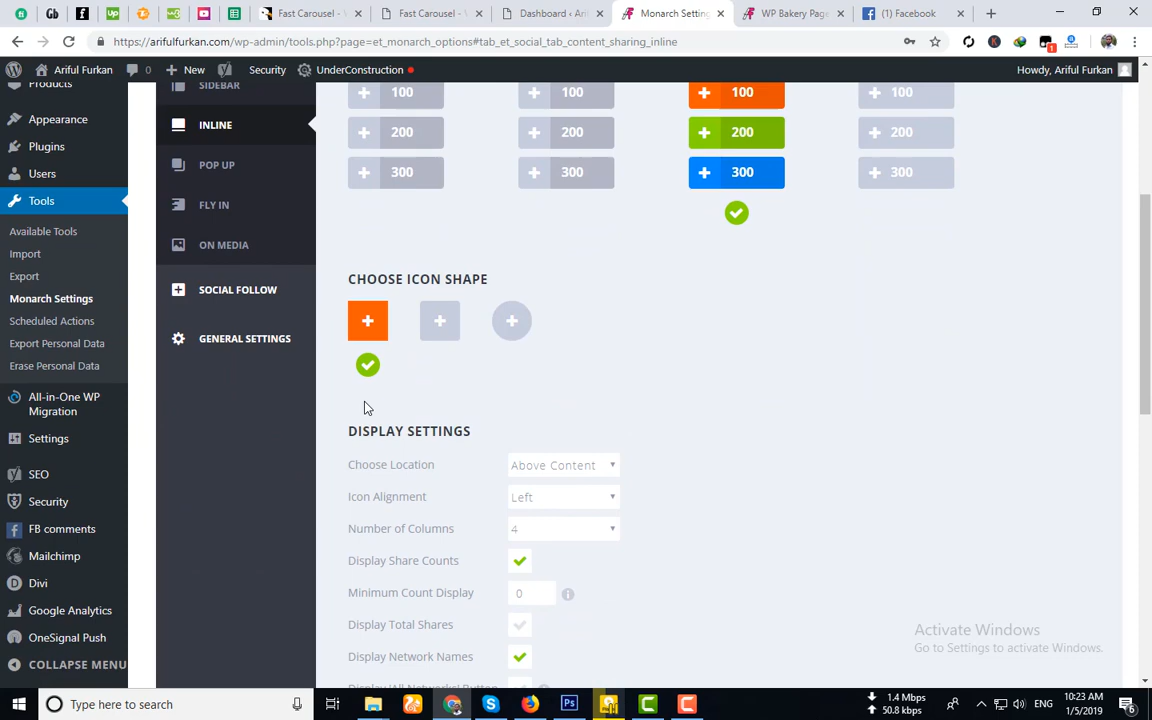 Fast Carousel - V
Fast Carousel - V
Dashboard ‹ Ari
Monarch Setting
WP Bakery Page
(1) Facebook
https://arifulfurkan.com/wp-admin/tools.php?page=et_monarch_options#tab_et_social_tab_content_sharing_inline
Ariful Furkan
0
New
Security
UnderConstruction
Howdy, Ariful Furkan
Products
Appearance
Plugins
Users
Tools
Available Tools
Import
Export
Monarch Settings
Scheduled Actions
Export Personal Data
Erase Personal Data
All-in-One WP
Migration
Settings
SEO
Security
FB comments
Mailchimp
Divi
Google Analytics
OneSignal Push
COLLAPSE MENU
SIDEBAR
INLINE
POP UP
FLY IN
ON MEDIA
SOCIAL FOLLOW
GENERAL SETTINGS
100 100 100 100
200 200 200 200
300 300 300 300
CHOOSE ICON SHAPE
DISPLAY SETTINGS
Choose Location Above Content
Icon Alignment Left
Number of Columns 4
Display Share Counts
Minimum Count Display 0
Display Total Shares
Display Network Names
Display 'All Networks' Button
Activate Windows
Go to Settings to activate Windows.
Type here to search
1.4 Mbps
50.8 kbps
ENG
10:23 AM
1/5/2019
6